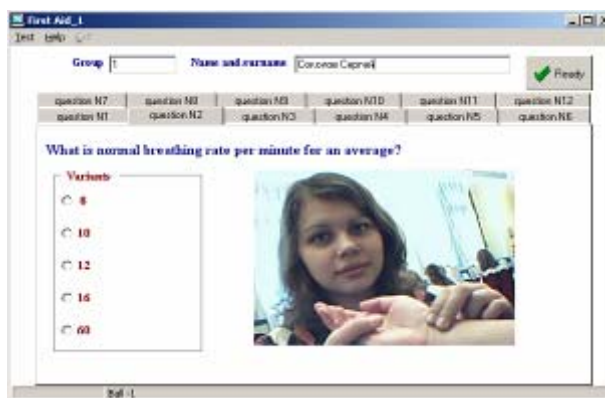 First Aid_1
Test Help Exit
Group 1 Name and surname Соколов Сергей
Ready
question N7 question N8 question N9 question N10 question N11 question N12
question N1 question N2 question N3 question N4 question N5 question N6
What is normal breathing rate per minute for an average?
Variants
8
10
12
16
60
Ball -1